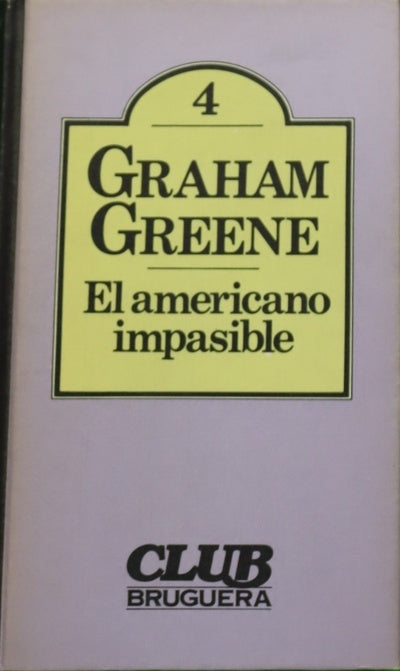 4
GRAHAM
GREENE
El americano
impasible
CLUB
BRUGUERA